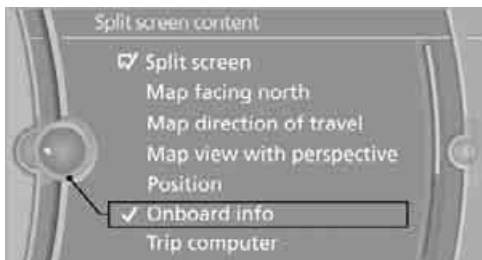 Split screen content
Split screen
Map facing north
Map direction of travel
Map view with perspective
Position
Onboard info
Trip computer